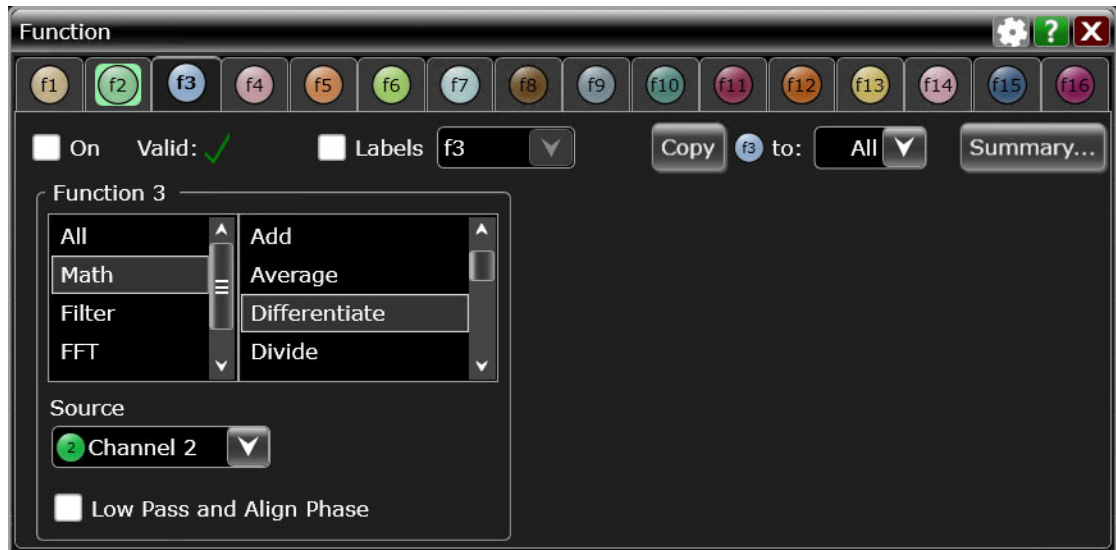 Function ?
f1 f2 f3 f4 f5 f6 f7 f8 f9 f10 f11 f12 f13 f14 f15 f16
On Valid: Labels f3 Copy f3 to: All Summary...
Function 3
All Add
Math Average
Filter Differentiate
FFT Divide
Source
2 Channel 2
Low Pass and Align Phase